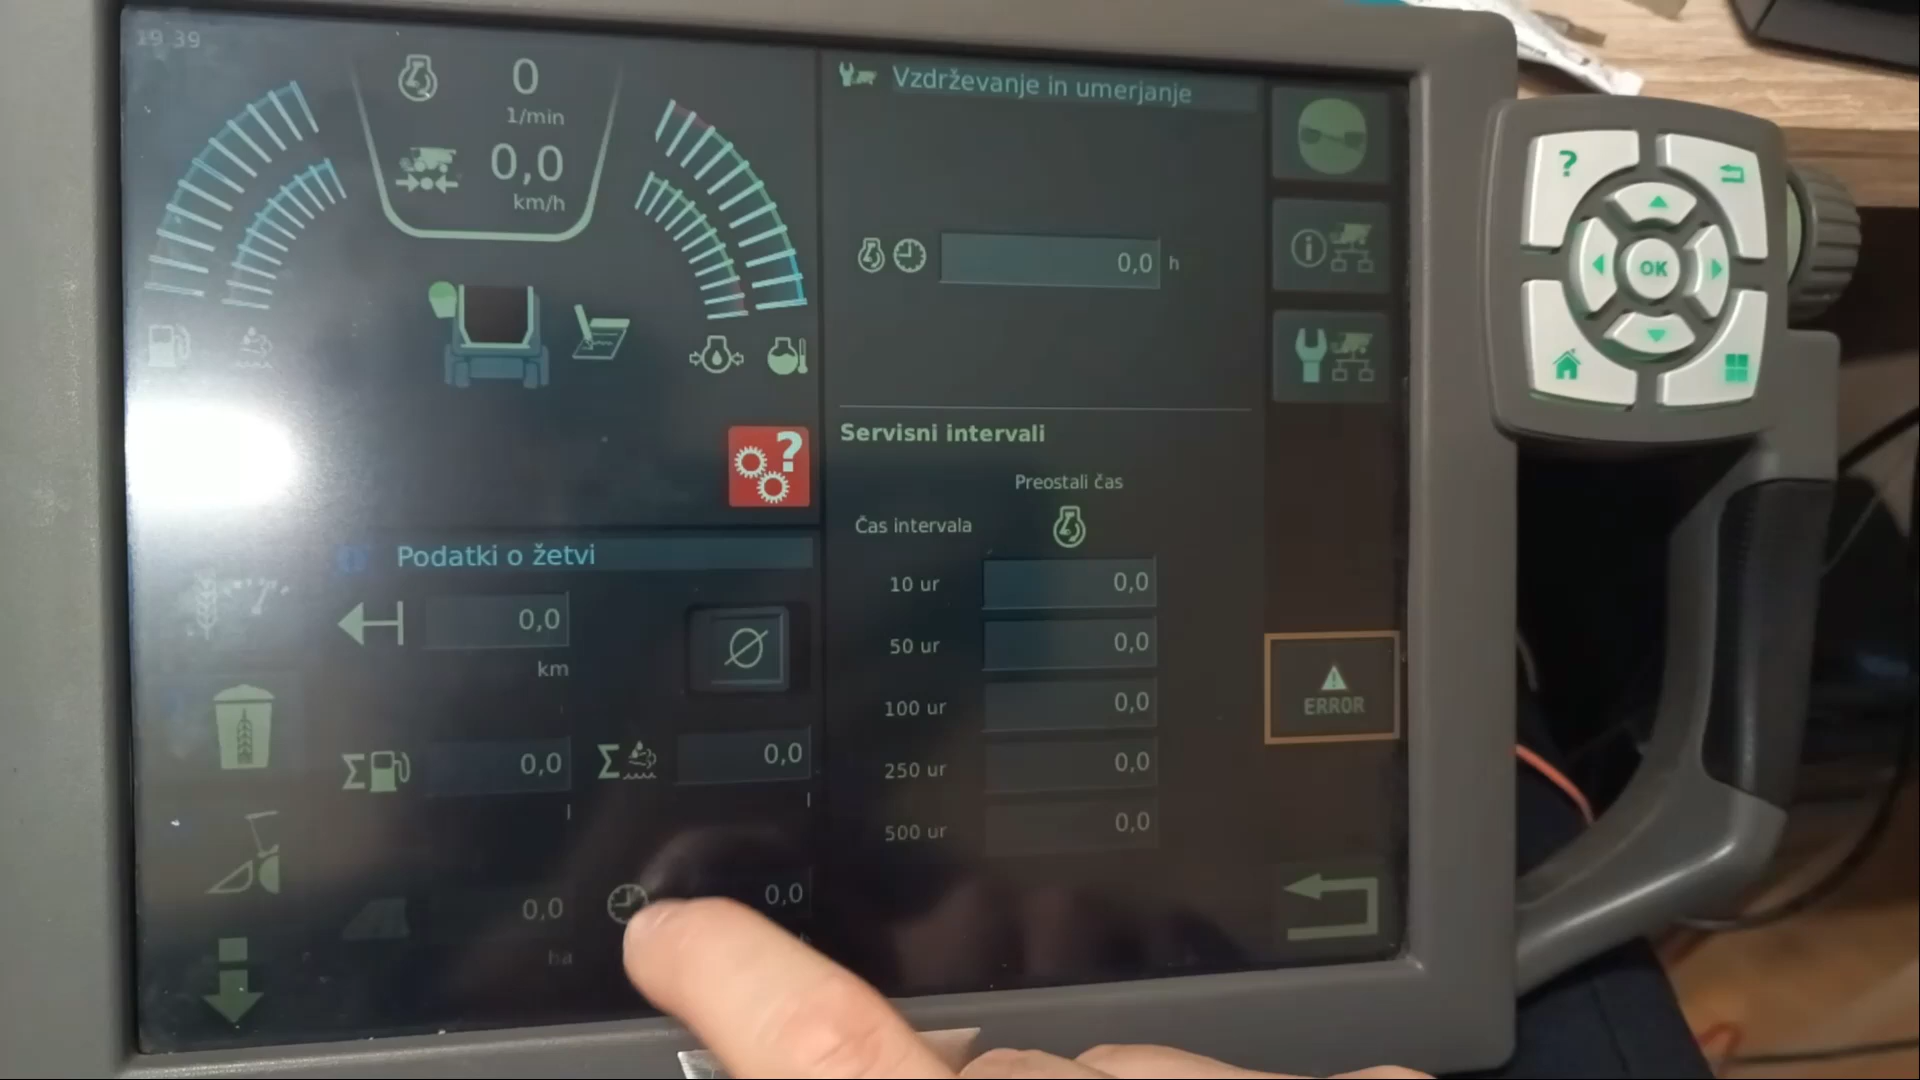 19 39
0
1/min
0,0
km/h
Podatki o žetvi
0,0
km
0,0
l
0,0
l
0,0
ha
0,0
Vzdrževanje in umerjanje
0,0 h
Servisni intervali
Preostali čas
Čas intervala
10 ur 0,0
50 ur 0,0
100 ur 0,0
250 ur 0,0
500 ur 0,0
ERROR
?
OK